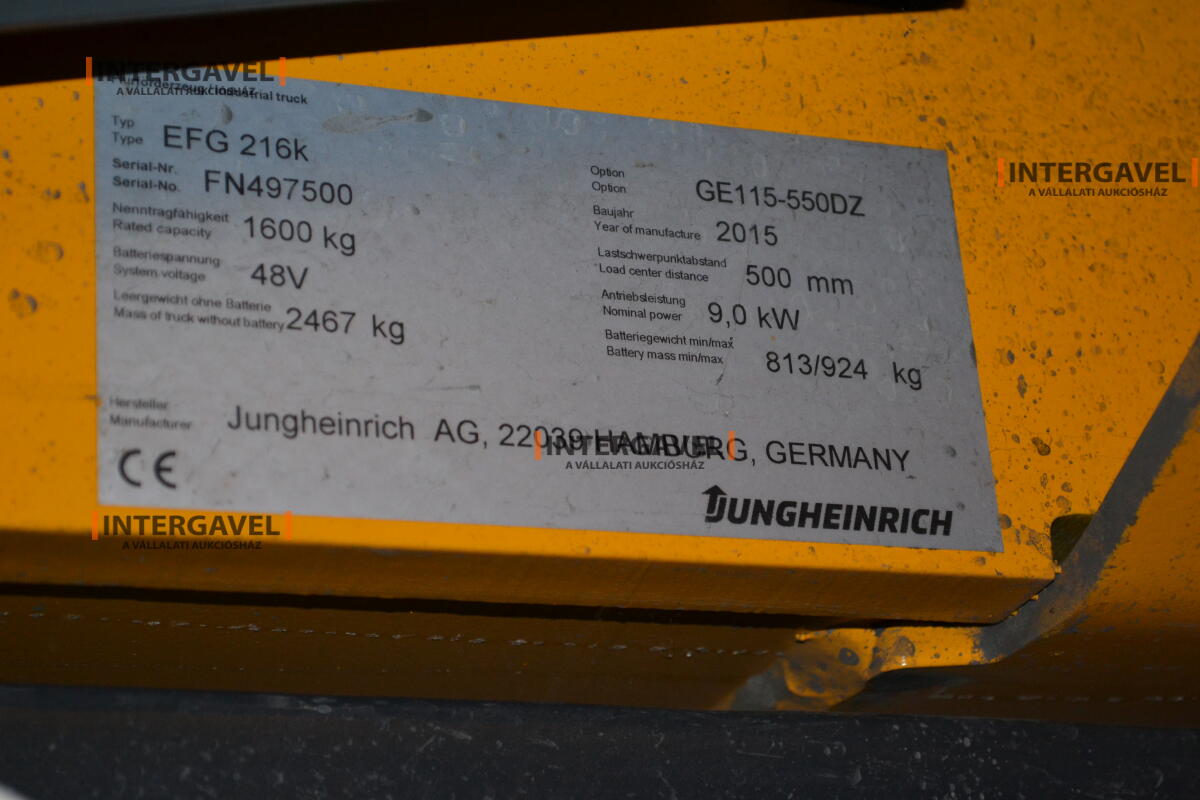 INTERGAVEL
A VÁLLALATI AUKCIÓSHÁZ
Flurförderzeug / Industrial truck
Typ
Type EFG 216k
Serial-Nr.
Serial-No. FN497500
Nenntragfähigkeit
Rated capacity 1600 kg
Batteriespannung
System voltage 48V
Leergewicht ohne Batterie
Mass of truck without battery 2467 kg
Option
Option GE115-550DZ
Baujahr
Year of manufacture 2015
Lastschwerpunktabstand
Load center distance 500 mm
Antriebsleistung
Nominal power 9,0 kW
Batteriegewicht min/max
Battery mass min/max 813/924 kg
INTERGAVEL
A VÁLLALATI AUKCIÓSHÁZ
Hersteller
Manufacturer Jungheinrich AG, 22039 HAMBURG, GERMANY
INTERGAVEL
A VÁLLALATI AUKCIÓSHÁZ
CE
JUNGHEINRICH
INTERGAVEL
A VÁLLALATI AUKCIÓSHÁZ